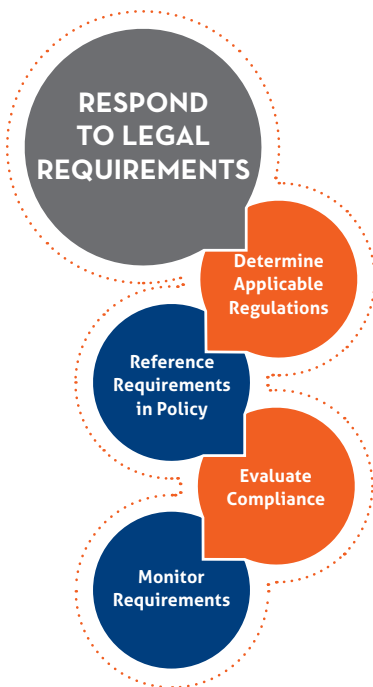 RESPOND
TO LEGAL
REQUIREMENTS
Determine
Applicable
Regulations
Reference
Requirements
in Policy
Evaluate
Compliance
Monitor
Requirements